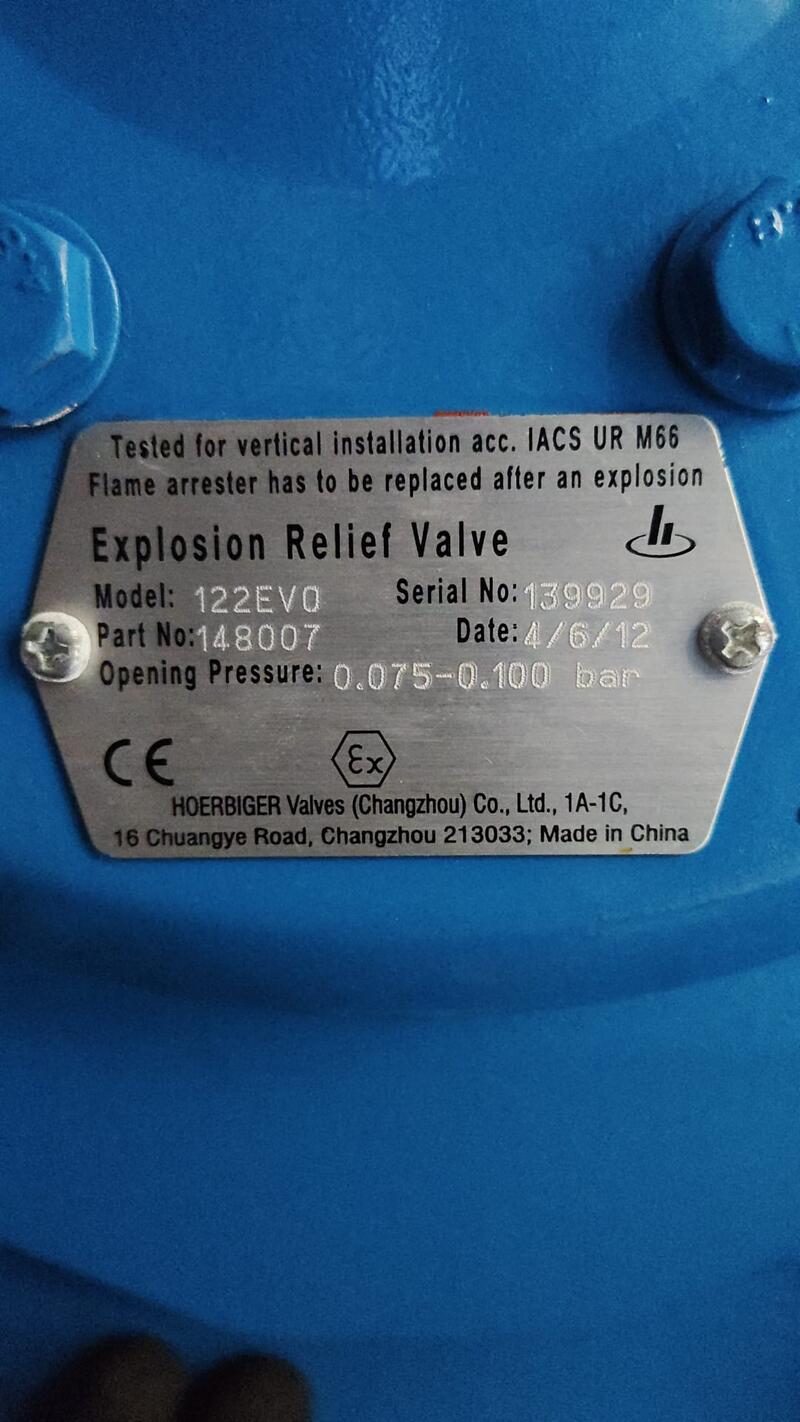 Tested for vertical installation acc. IACS UR M66
Flame arrester has to be replaced after an explosion
Explosion Relief Valve
Model: 122EVO Serial No: 139929
Part No: 148007 Date: 4/6/12
Opening Pressure: 0.075-0.100 bar
CE Ex
HOERBIGER Valves (Changzhou) Co., Ltd., 1A-1C,
16 Chuangye Road, Changzhou 213033; Made in China